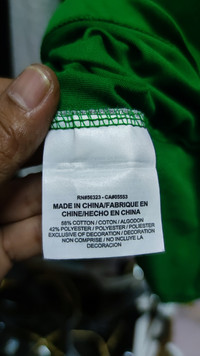 RN#56323 - CA#05553
MADE IN CHINA/FABRIQUE EN
CHINE/HECHO EN CHINA
58% COTTON / COTON / ALGODON
42% POLYESTER / POLYESTER / POLIESTER
EXCLUSIVE OF DECORATION / DECORATION
NON COMPRISE / NO INCLUYE LA
DECORACION